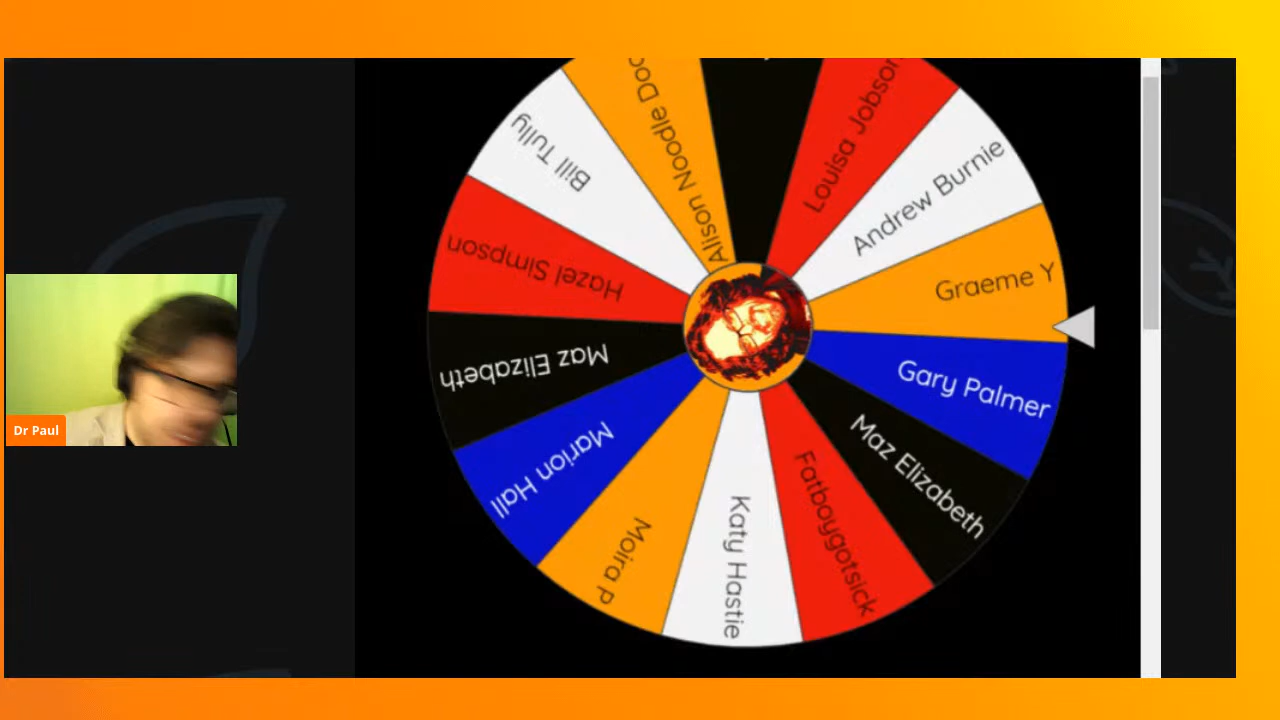 Louisa Jobson
Andrew Burnie
Graeme Y
Gary Palmer
Maz Elizabeth
Fatboygotsick
Katy Hastie
Moira P
Marion Hall
Maz Elizabeth
Hazel Simpson
Bill Tully
Alison Noodle
Dr Paul